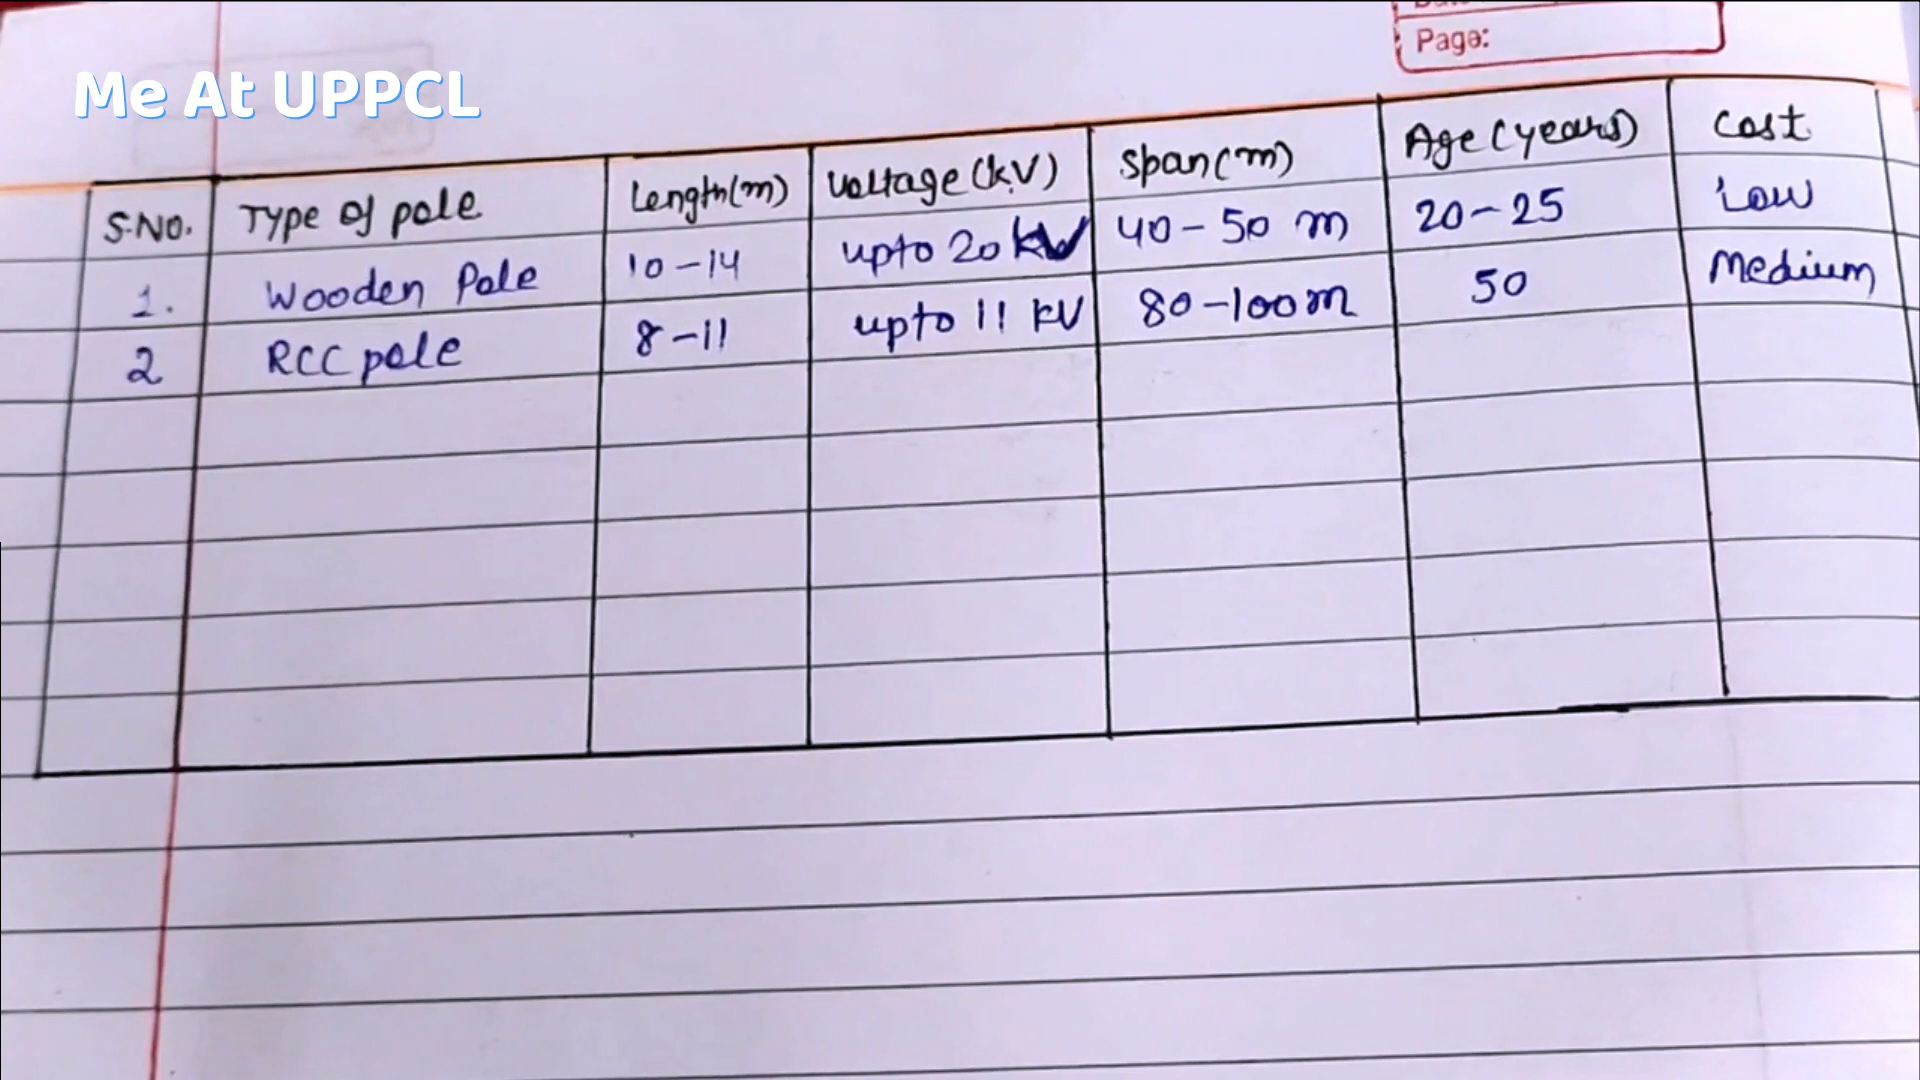 Page:
Me At UPPCL
S.No. Type of pole Length(m) Voltage(kV) Span(m) Age(years) Cost
1. Wooden Pole 10-14 upto 20 kV 40-50 m 20-25 Low
2 RCC pole 8-11 upto 11 kV 80-100m 50 Medium